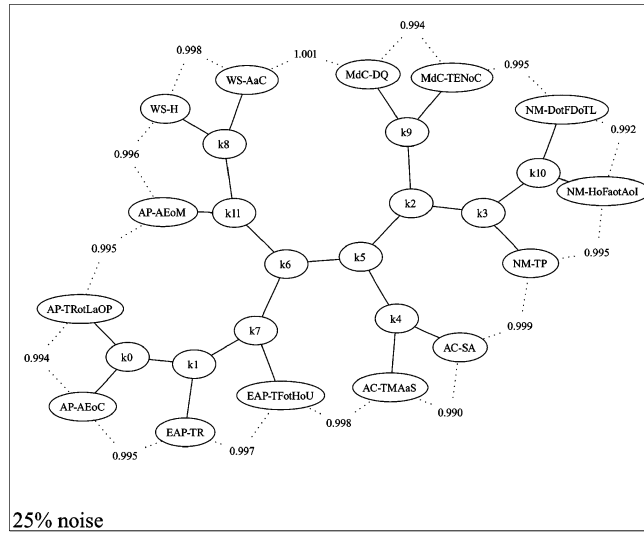 0.994
0.998
1.001
WS-AaC
MdC-DQ
MdC-TENoC
0.995
WS-H
NM-DotFDoTL
0.992
k8
k9
0.996
k10
NM-HoFaotAoI
AP-AEoM
k11
k2
k3
0.995
k6
k5
NM-TP
0.995
AP-TRotLaOP
k7
k4
0.999
0.994
k0
k1
AC-SA
AP-AEoC
EAP-TFotHoU
AC-TMAaS
0.990
0.998
EAP-TR
0.997
0.995
25% noise